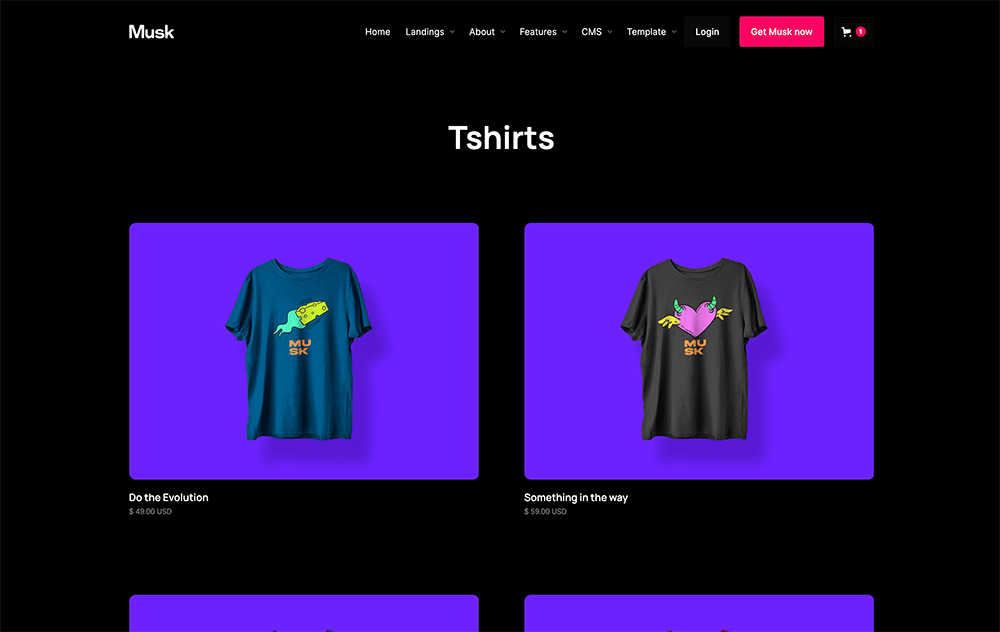 Musk
Home Landings About Features CMS Template Login Get Musk now 1
Tshirts
MU
SK
MU
SK
Do the Evolution
$ 49.00 USD
Something in the way
$ 59.00 USD